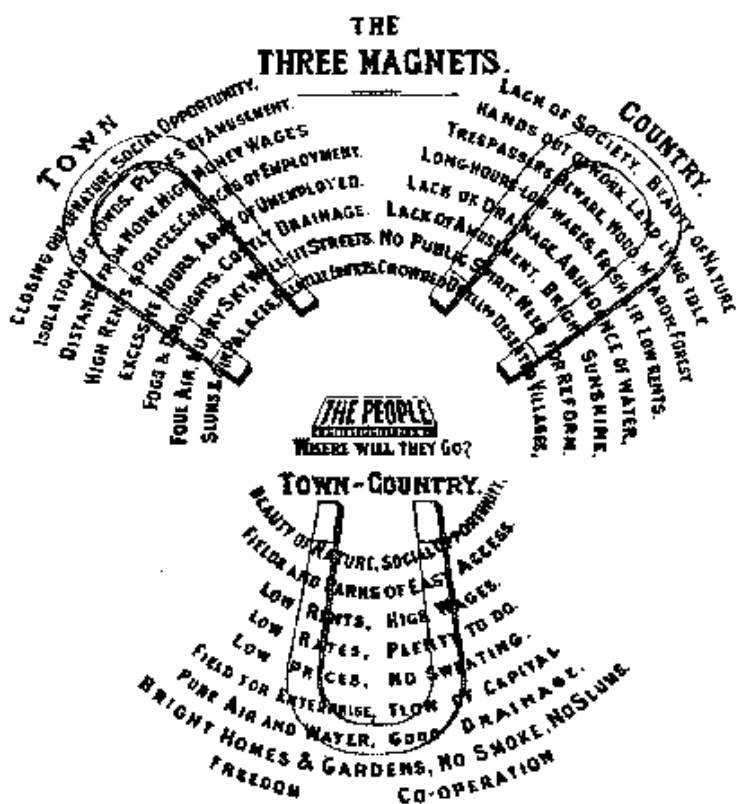 THE
THREE MAGNETS.
TOWN
CLOSING OUT OF NATURE. SOCIAL OPPORTUNITY.
ISOLATION OF CROWDS. PLACES OF AMUSEMENT.
DISTANCE FROM WORK. HIGH MONEY WAGES
HIGH RENTS & PRICES. CHANCES OF EMPLOYMENT.
EXCESSIVE HOURS. ARMY OF UNEMPLOYED.
FOGS & DROUGHTS. COSTLY DRAINAGE.
FOUL AIR. MURKY SKY. WELL-LIT STREETS.
SLUMS & GIN PALACES.
COUNTRY.
LACK OF SOCIETY. BEAUTY OF NATURE
HANDS OUT OF WORK. LAND LYING IDLE
TRESPASSERS BEWARE. WOOD, MEADOW, FOREST
LONG-HOURS-LOW-WAGES. FRESH AIR LOW RENTS.
LACK OF DRAINAGE. ABUNDANCE OF WATER.
LACK OF AMUSEMENT. BRIGHT SUNSHINE.
NO PUBLIC SPIRIT. NEED FOR REFORM.
CROWDED DESERTED VILLAGES.
THE PEOPLE
WHERE WILL THEY GO?
TOWN-COUNTRY.
BEAUTY OF NATURE, SOCIAL OPPORTUNITY.
FIELDS AND PARKS OF EASY ACCESS.
LOW RENTS, HIGH WAGES.
LOW RATES, PLENTY TO DO.
LOW PRICES, NO SWEATING.
FIELD FOR ENTERPRISE, FLOW OF CAPITAL
PURE AIR AND WATER, GOOD DRAINAGE.
BRIGHT HOMES & GARDENS, NO SMOKE, NO SLUMS.
FREEDOM
CO-OPERATION